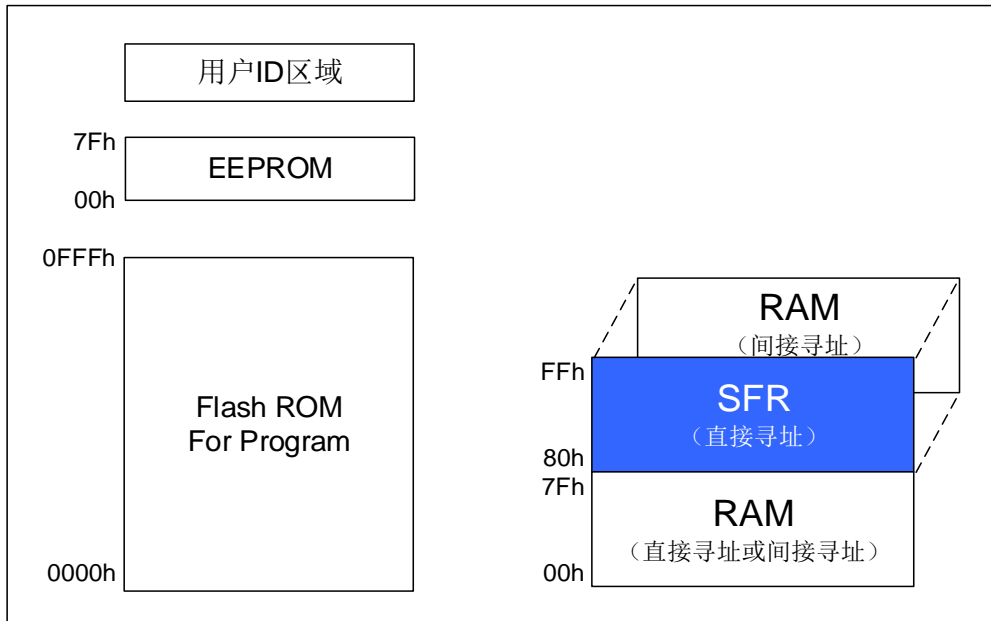 用户ID区域
7Fh
EEPROM
00h
0FFFh
Flash ROM
For Program
0000h
RAM
（间接寻址）
FFh
SFR
（直接寻址）
80h
7Fh
RAM
（直接寻址或间接寻址）
00h